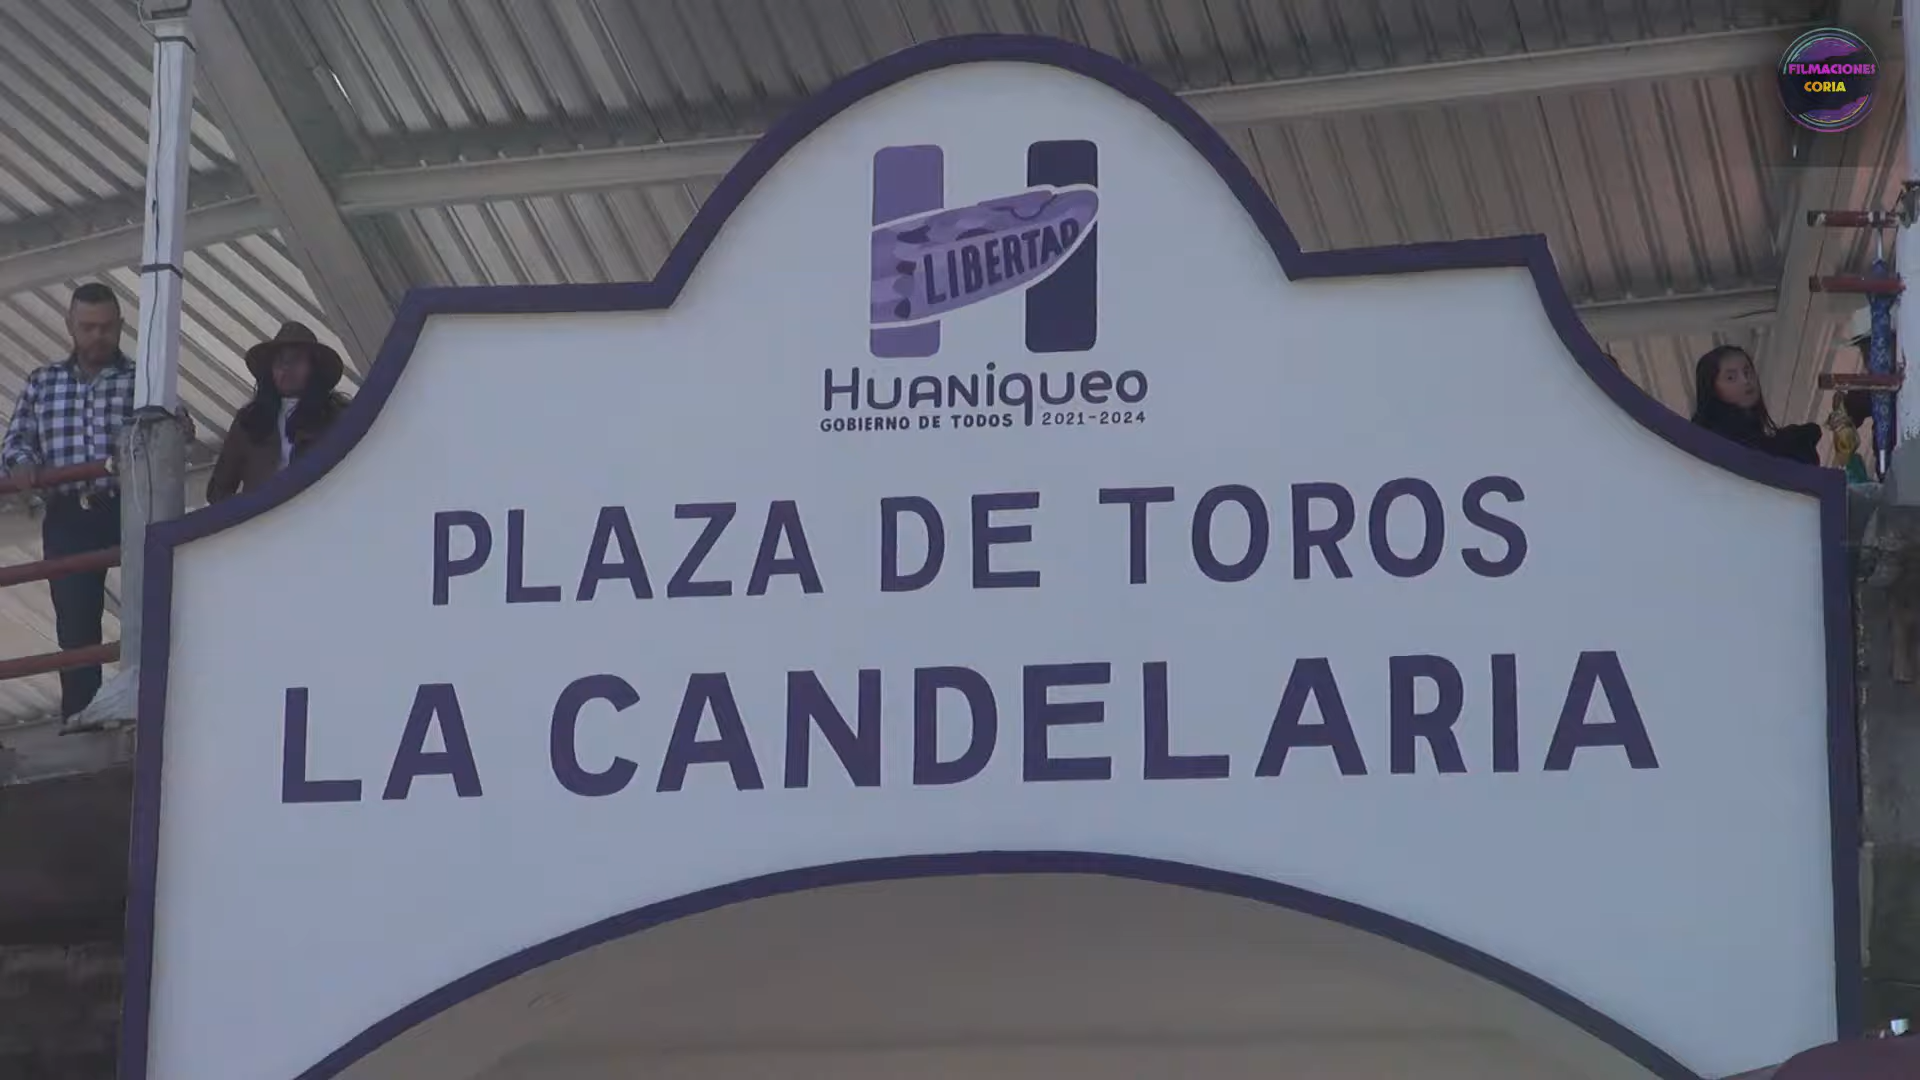 FILMACIONES
CORIA
LIBERTAD
HUANIQUEO
GOBIERNO DE TODOS 2021-2024
PLAZA DE TOROS
LA CANDELARIA